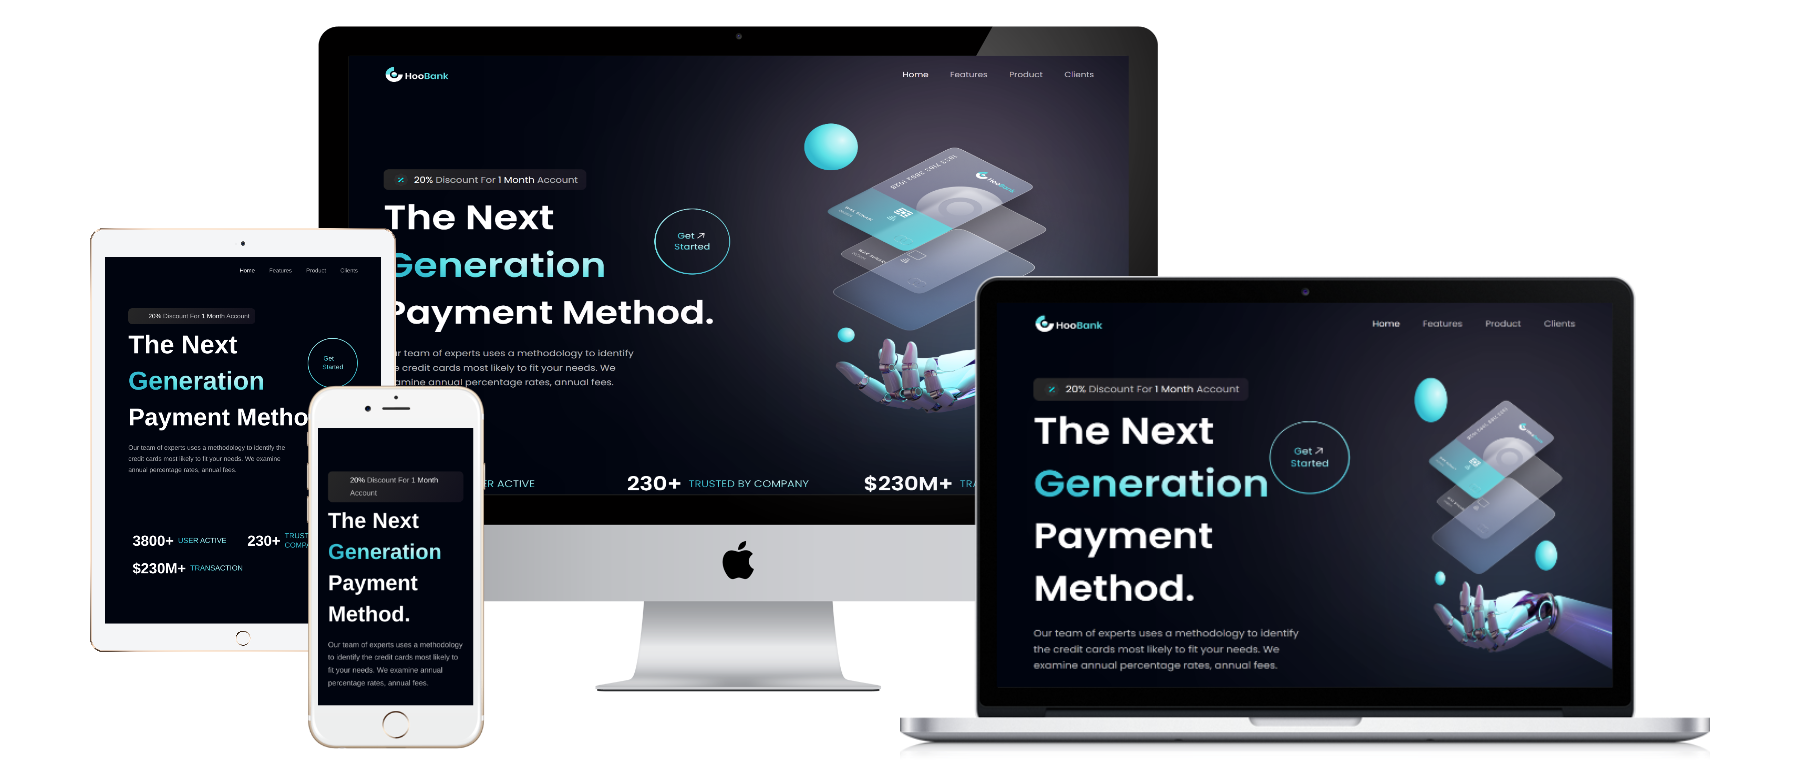 HooBank
Home Features Product Clients
20% Discount For 1 Month Account
The Next
Generation
Payment Method.
Get
Started
team of experts uses a methodology to identify
credit cards most likely to fit your needs. We
annual percentage rates, annual fees.
ACTIVE
230+ TRUSTED BY COMPANY
$230M+
HooBank
Home Features Product Clients
20% Discount For 1 Month Account
The Next
Generation
Payment Metho
Get
Started
Our team of experts uses a methodology to identify the
credit cards most likely to fit your needs. We examine
annual percentage rates, annual fees.
3800+ USER ACTIVE
230+
$230M+ TRANSACTION
20% Discount For 1 Month
Account
The Next
Generation
Payment
Method.
Our team of experts uses a methodology
to identify the credit cards most likely to
fit your needs. We examine annual
percentage rates, annual fees.
HooBank
Home Features Product Clients
20% Discount For 1 Month Account
The Next
Generation
Payment
Method.
Get
Started
Our team of experts uses a methodology to identify
the credit cards most likely to fit your needs. We
examine annual percentage rates, annual fees.
HooBank